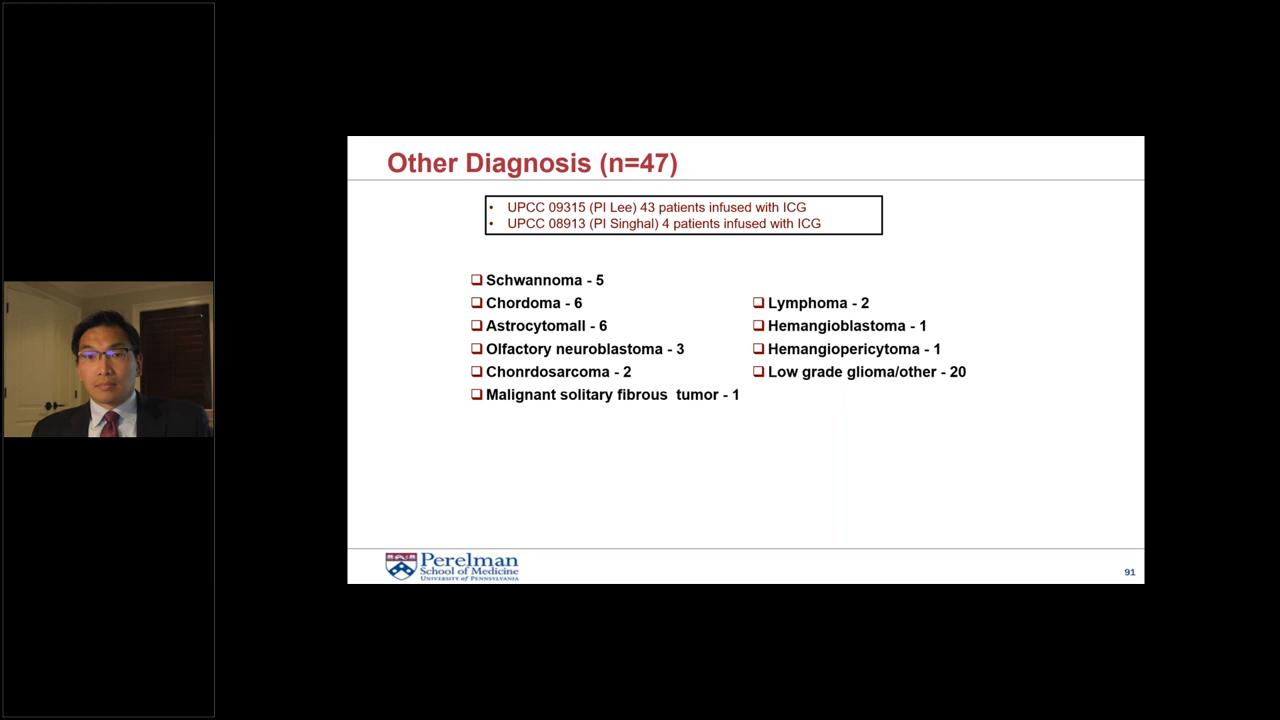 Other Diagnosis (n=47)
• UPCC 09315 (PI Lee) 43 patients infused with ICG
• UPCC 08913 (PI Singhal) 4 patients infused with ICG
❑ Schwannoma - 5
❑ Chordoma - 6
❑ AstrocytomaII - 6
❑ Olfactory neuroblastoma - 3
❑ Chonrdosarcoma - 2
❑ Malignant solitary fibrous tumor - 1
❑ Lymphoma - 2
❑ Hemangioblastoma - 1
❑ Hemangiopericytoma - 1
❑ Low grade glioma/other - 20
Perelman
School of Medicine
University of Pennsylvania
91